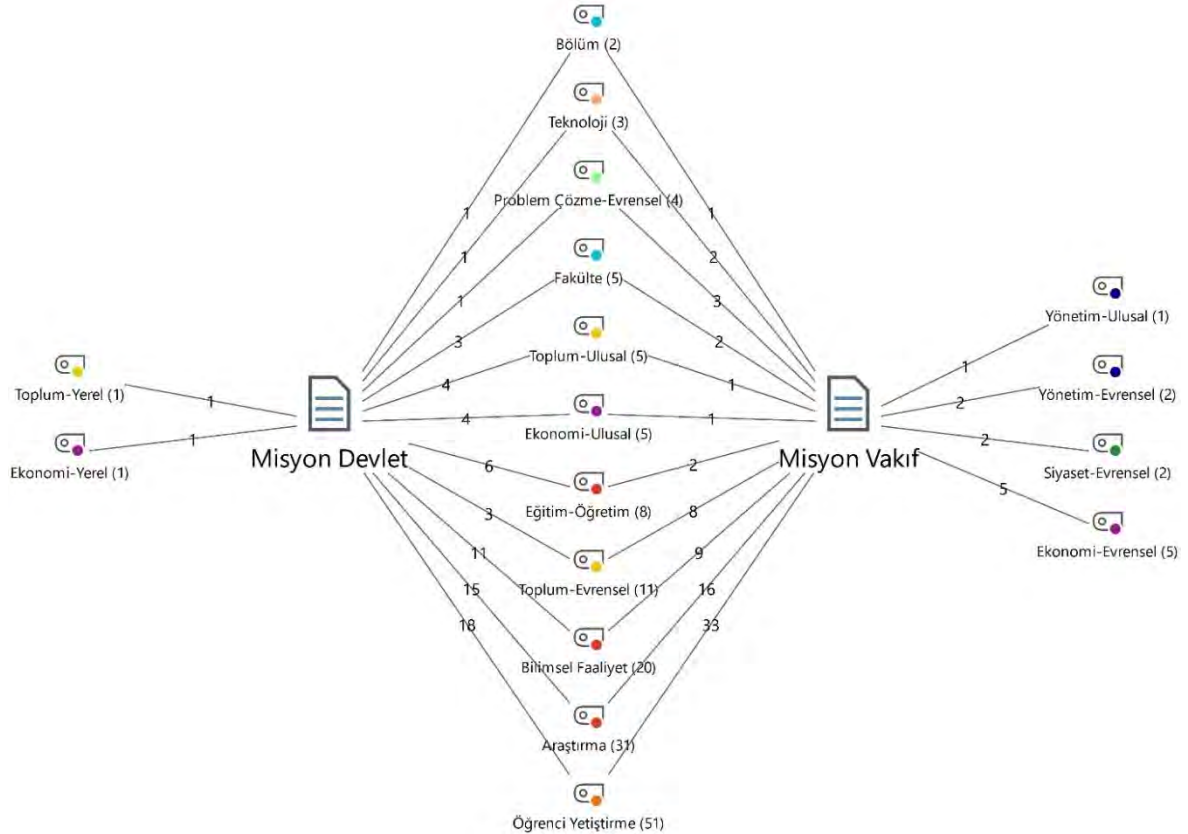 Bölüm (2)
Teknoloji (3)
Problem Çözme-Evrensel (4)
1
1
1
2
1
3
Fakülte (5)
Yönetim-Ulusal (1)
3
2
Toplum-Ulusal (5)
1
Toplum-Yerel (1)
1
4
1
2
Yönetim-Evrensel (2)
Ekonomi-Yerel (1)
1
4
Ekonomi-Ulusal (5)
1
2
Siyaset-Evrensel (2)
Misyon Devlet
Misyon Vakıf
6
2
5
Eğitim-Öğretim (8)
3
8
Ekonomi-Evrensel (5)
11
9
Toplum-Evrensel (11)
15
16
18
33
Bilimsel Faaliyet (20)
Araştırma (31)
Öğrenci Yetiştirme (51)